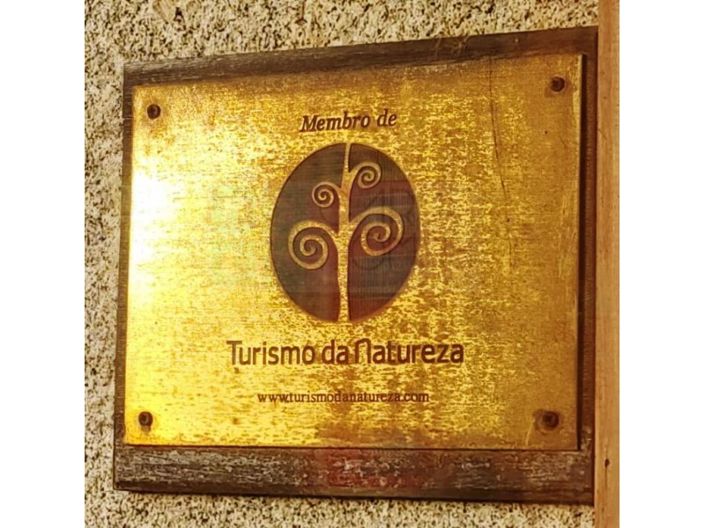 Membro de
Turismo da Natureza
www.turismodanatureza.com